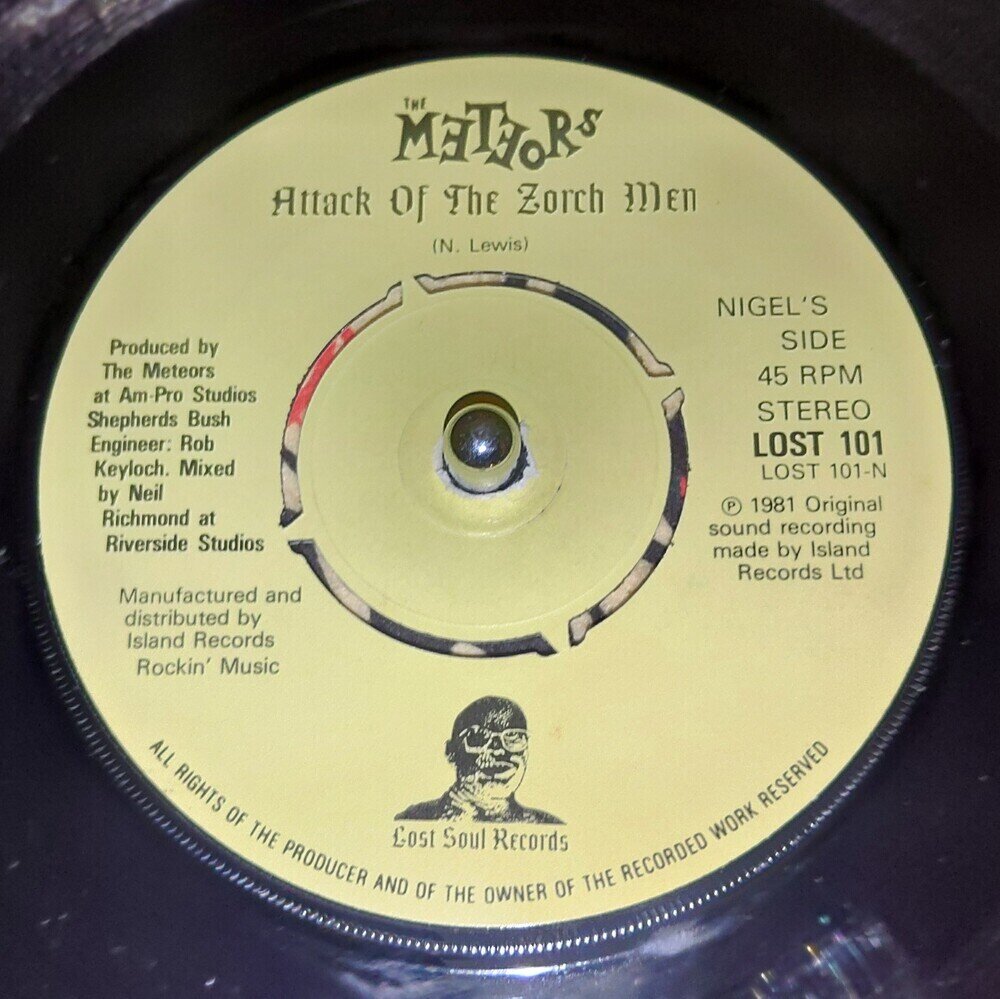 THE
METEORS
Attack Of The Zorch Men
(N. Lewis)
Produced by
The Meteors
at Am-Pro Studios
Shepherds Bush
Engineer: Rob
Keyloch. Mixed
by Neil
Richmond at
Riverside Studios
Manufactured and
distributed by
Island Records
Rockin' Music
NIGEL'S
SIDE
45 RPM
STEREO
LOST 101
LOST 101-N
Ⓟ 1981 Original
sound recording
made by Island
Records Ltd
Lost Soul Records
ALL RIGHTS OF THE PRODUCER AND OF THE OWNER OF THE RECORDED WORK RESERVED